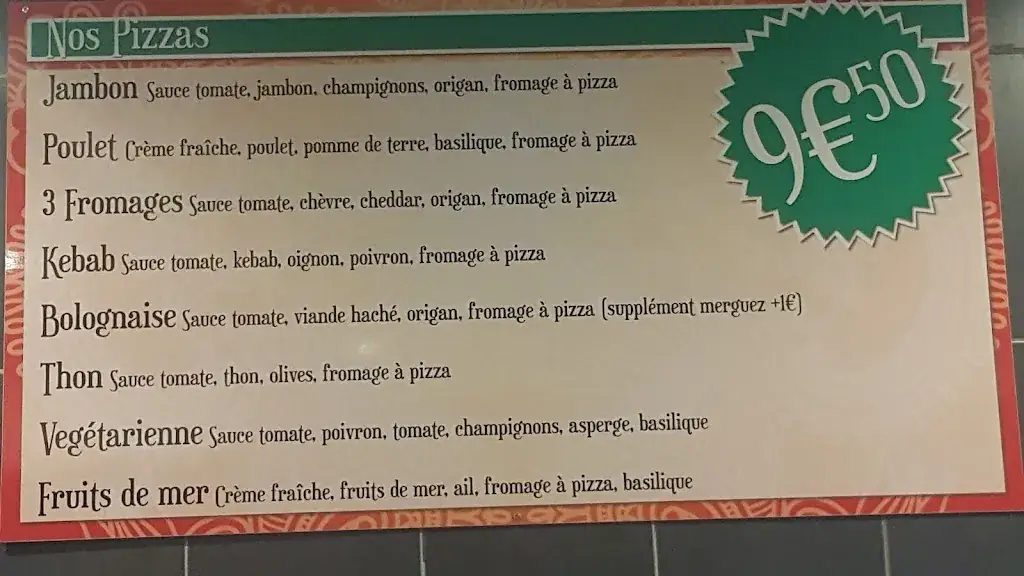 Nos Pizzas
9€50
Jambon Sauce tomate, jambon, champignons, origan, fromage à pizza
Poulet Crème fraîche, poulet, pomme de terre, basilique, fromage à pizza
3 Fromages Sauce tomate, chèvre, cheddar, origan, fromage à pizza
Kebab Sauce tomate, kebab, oignon, poivron, fromage à pizza
Bolognaise Sauce tomate, viande haché, origan, fromage à pizza (supplément merguez +1€)
Thon Sauce tomate, thon, olives, fromage à pizza
Vegétarienne Sauce tomate, poivron, tomate, champignons, asperge, basilique
Fruits de mer Crème fraîche, fruits de mer, ail, fromage à pizza, basilique